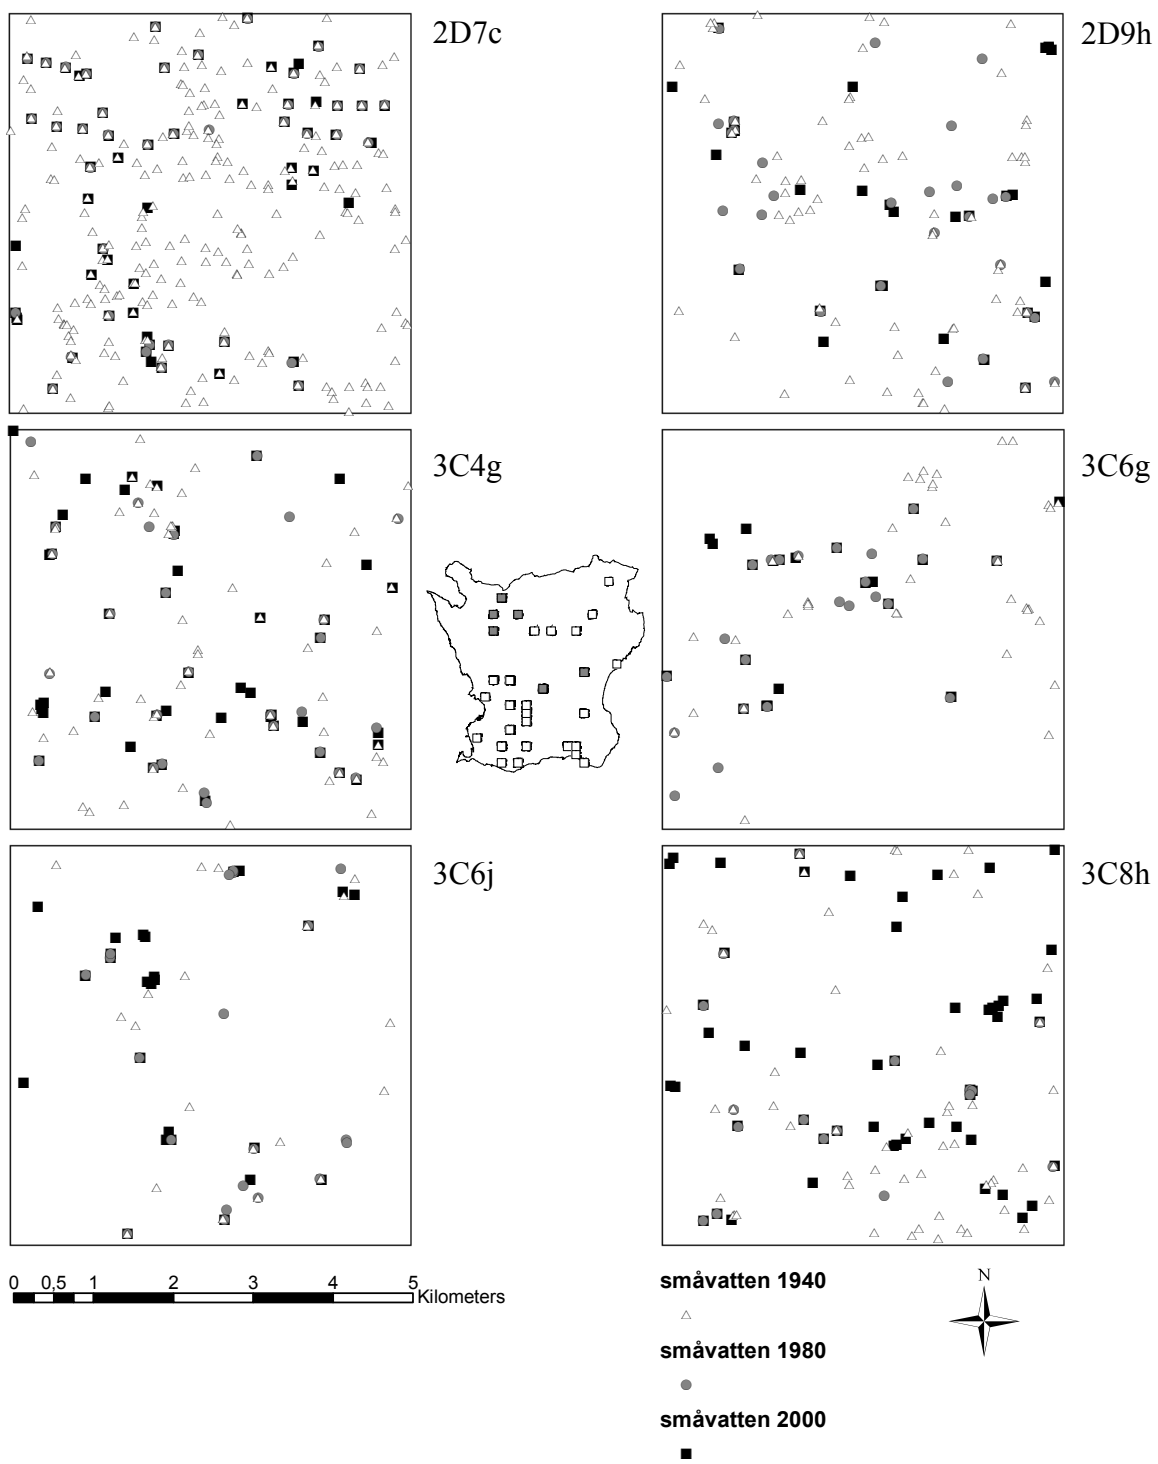 2D7c
2D9h
3C4g
3C6g
3C6j
3C8h
0 0,5 1 2 3 4 5
Kilometers
N
småvatten 1940
småvatten 1980
småvatten 2000